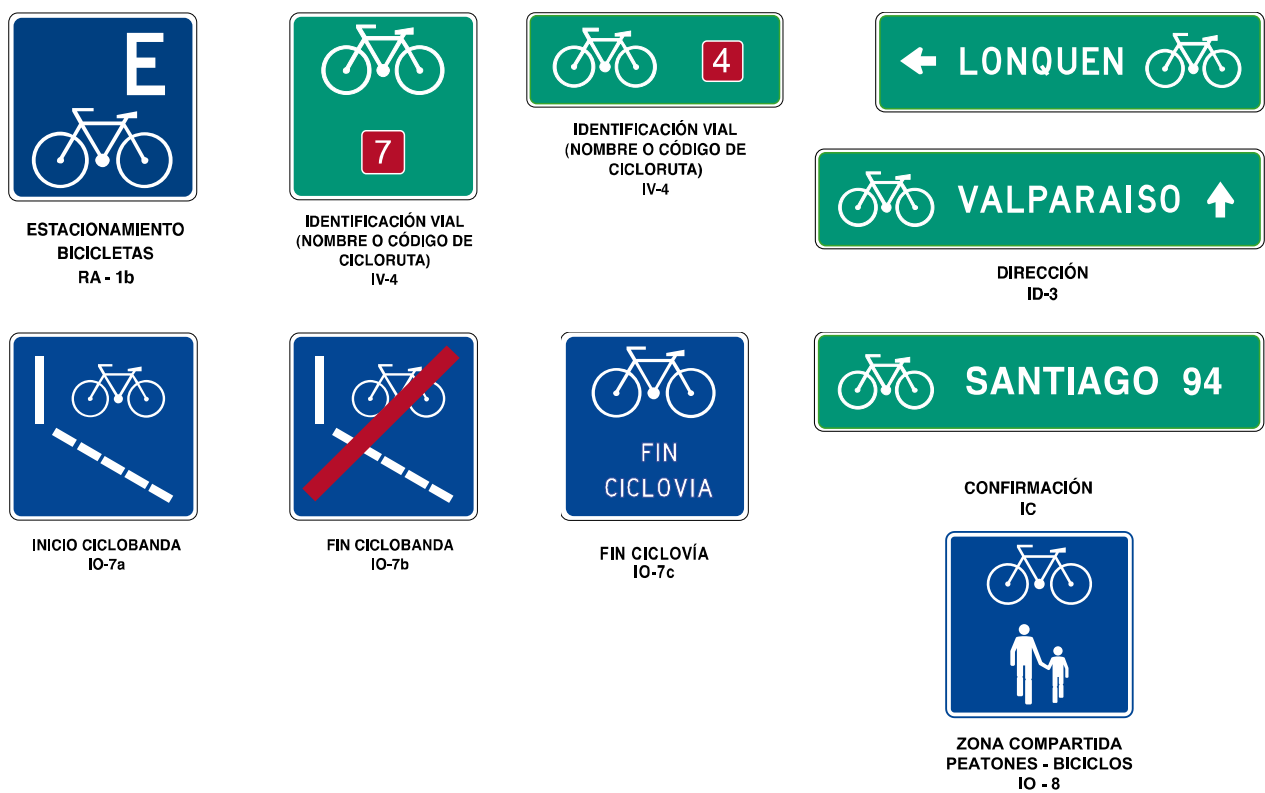 E
ESTACIONAMIENTO
BICICLETAS
RA - 1b
7
IDENTIFICACIÓN VIAL
(NOMBRE O CÓDIGO DE
CICLORUTA)
IV-4
4
IDENTIFICACIÓN VIAL
(NOMBRE O CÓDIGO DE
CICLORUTA)
IV-4
LONQUEN
VALPARAISO
DIRECCIÓN
ID-3
INICIO CICLOBANDA
IO-7a
FIN CICLOBANDA
IO-7b
FIN
CICLOVIA
FIN CICLOVÍA
IO-7c
SANTIAGO 94
CONFIRMACIÓN
IC
ZONA COMPARTIDA
PEATONES - BICICLOS
IO - 8